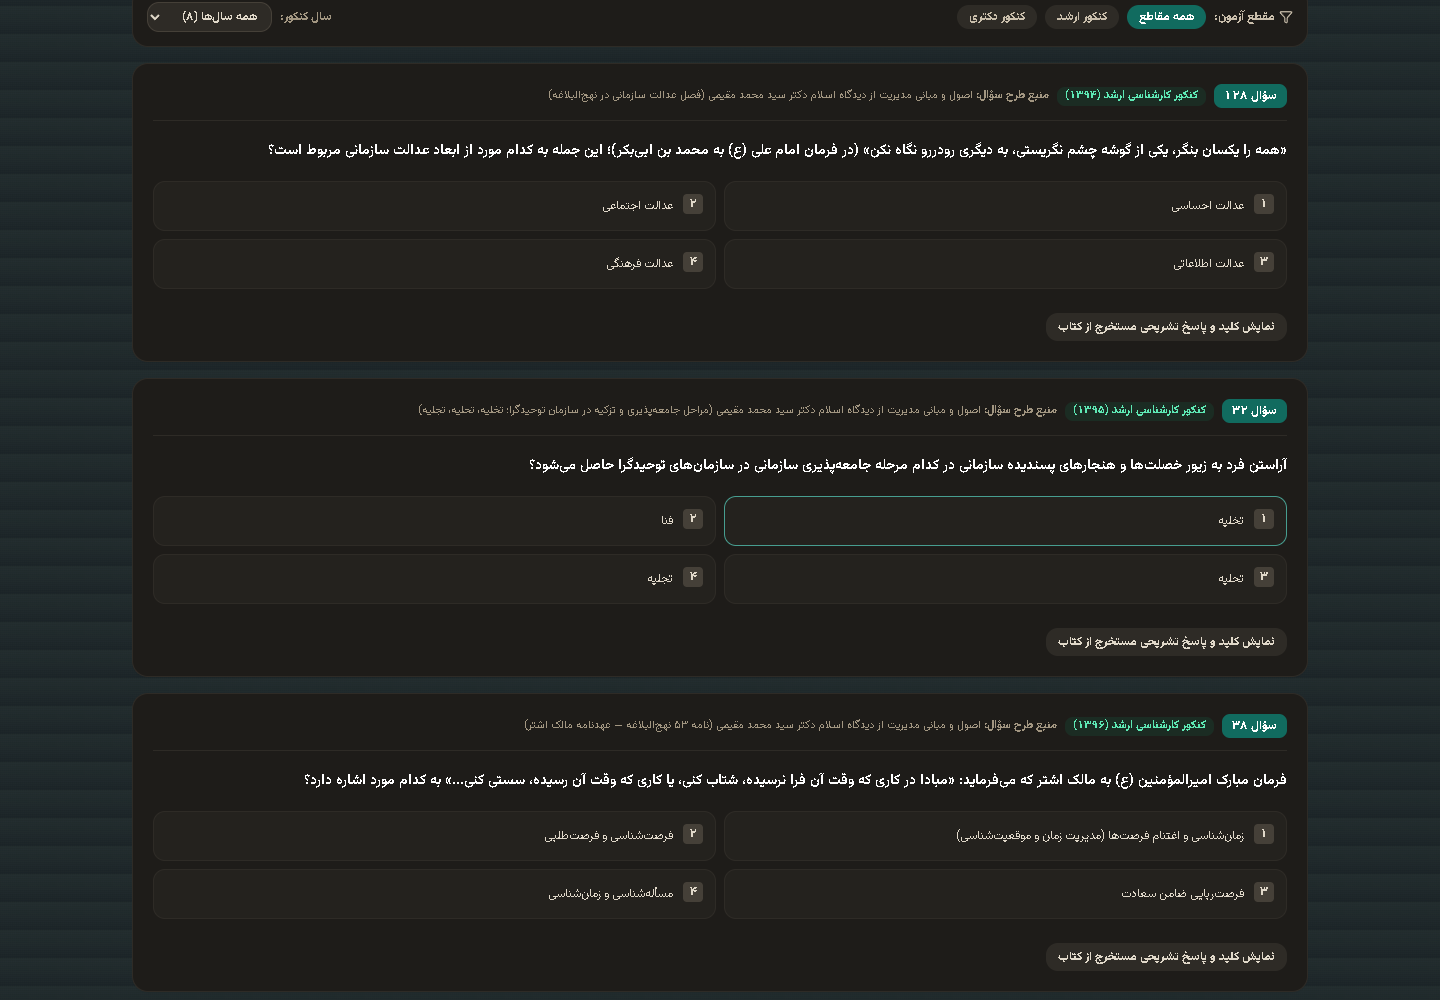 مقطع آزمون: همه مقاطع کنکور ارشد کنکور دکتری سال کنکور: همه سال‌ها (۸)
سؤال ۱۲۸ کنکور کارشناسی ارشد (۱۳۹۴) منبع طرح سؤال: اصول و مبانی مدیریت از دیدگاه اسلام دکتر سید محمد مقیمی (فصل عدالت سازمانی در نهج‌البلاغه)
«همه را یکسان بنگر، یکی از گوشه چشم نگریستی، به دیگری رودررو نگاه نکن» (در فرمان امام علی (ع) به محمد بن ابی‌بکر)؛ این جمله به کدام مورد از ابعاد عدالت سازمانی مربوط است؟
۱ عدالت احساسی
۲ عدالت اجتماعی
۳ عدالت اطلاعاتی
۴ عدالت فرهنگی
نمایش کلید و پاسخ تشریحی مستخرج از کتاب
سؤال ۳۲ کنکور کارشناسی ارشد (۱۳۹۵) منبع طرح سؤال: اصول و مبانی مدیریت از دیدگاه اسلام دکتر سید محمد مقیمی (مراحل جامعه‌پذیری و تزکیه در سازمان توحیدگرا: تخلیه، تحلیه، تجلیه)
آراستن فرد به زیور خصلت‌ها و هنجارهای پسندیده سازمانی در کدام مرحله جامعه‌پذیری سازمانی در سازمان‌های توحیدگرا حاصل می‌شود؟
۱ تخلیه
۲ فنا
۳ تحلیه
۴ تجلیه
نمایش کلید و پاسخ تشریحی مستخرج از کتاب
سؤال ۳۸ کنکور کارشناسی ارشد (۱۳۹۶) منبع طرح سؤال: اصول و مبانی مدیریت از دیدگاه اسلام دکتر سید محمد مقیمی (نامه ۵۳ نهج‌البلاغه — عهدنامه مالک اشتر)
فرمان مبارک امیرالمؤمنین (ع) به مالک اشتر که می‌فرماید: «مبادا در کاری که وقت آن فرا نرسیده، شتاب کنی، یا کاری که وقت آن رسیده، سستی کنی...» به کدام مورد اشاره دارد؟
۱ زمان‌شناسی و اغتنام فرصت‌ها (مدیریت زمان و موقعیت‌شناسی)
۲ فرصت‌شناسی و فرصت‌طلبی
۳ فرصت‌ربایی ضامن سعادت
۴ مسأله‌شناسی و زمان‌شناسی
نمایش کلید و پاسخ تشریحی مستخرج از کتاب